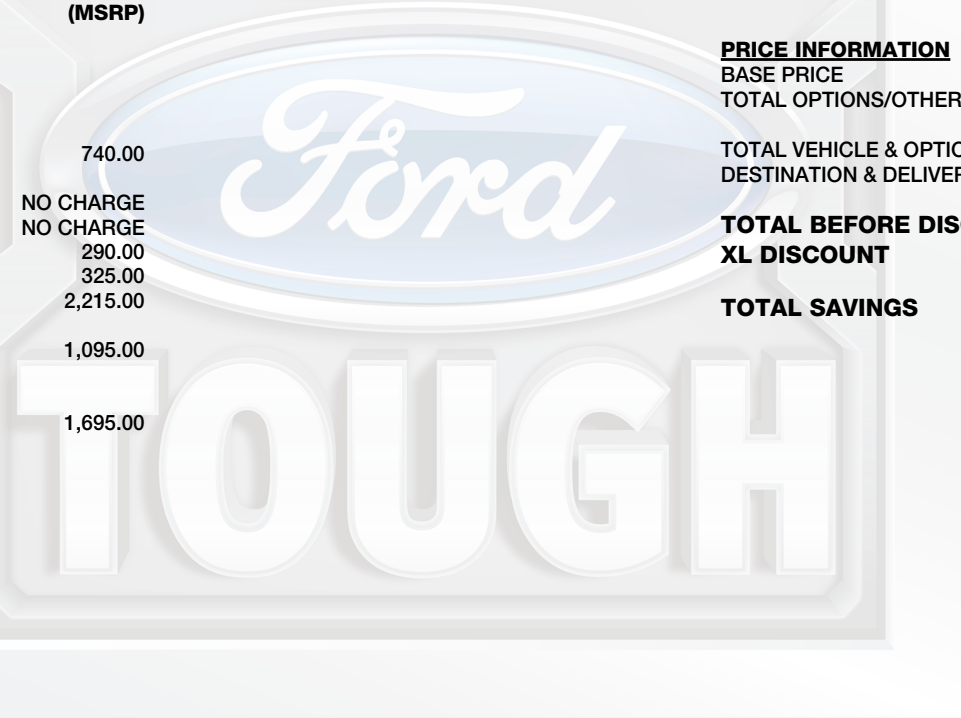 (MSRP)
740.00
NO CHARGE
NO CHARGE
290.00
325.00
2,215.00
1,095.00
1,695.00
PRICE INFORMATION
BASE PRICE
TOTAL OPTIONS/OTHER
TOTAL VEHICLE & OPTIO
DESTINATION & DELIVER
TOTAL BEFORE DIS
XL DISCOUNT
TOTAL SAVINGS
Ford
TOUGH